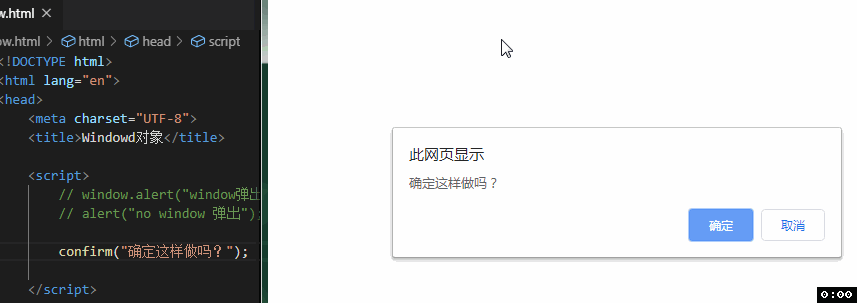 w.html
ow.html > html > head > script
<!DOCTYPE html>
<html lang="en">
<head>
<meta charset="UTF-8">
<title>Windowd对象</title>
<script>
// window.alert("window弹出
// alert("no window 弹出");
confirm("确定这样做吗？");
</script>
此网页显示
确定这样做吗？
确定 取消
0:00